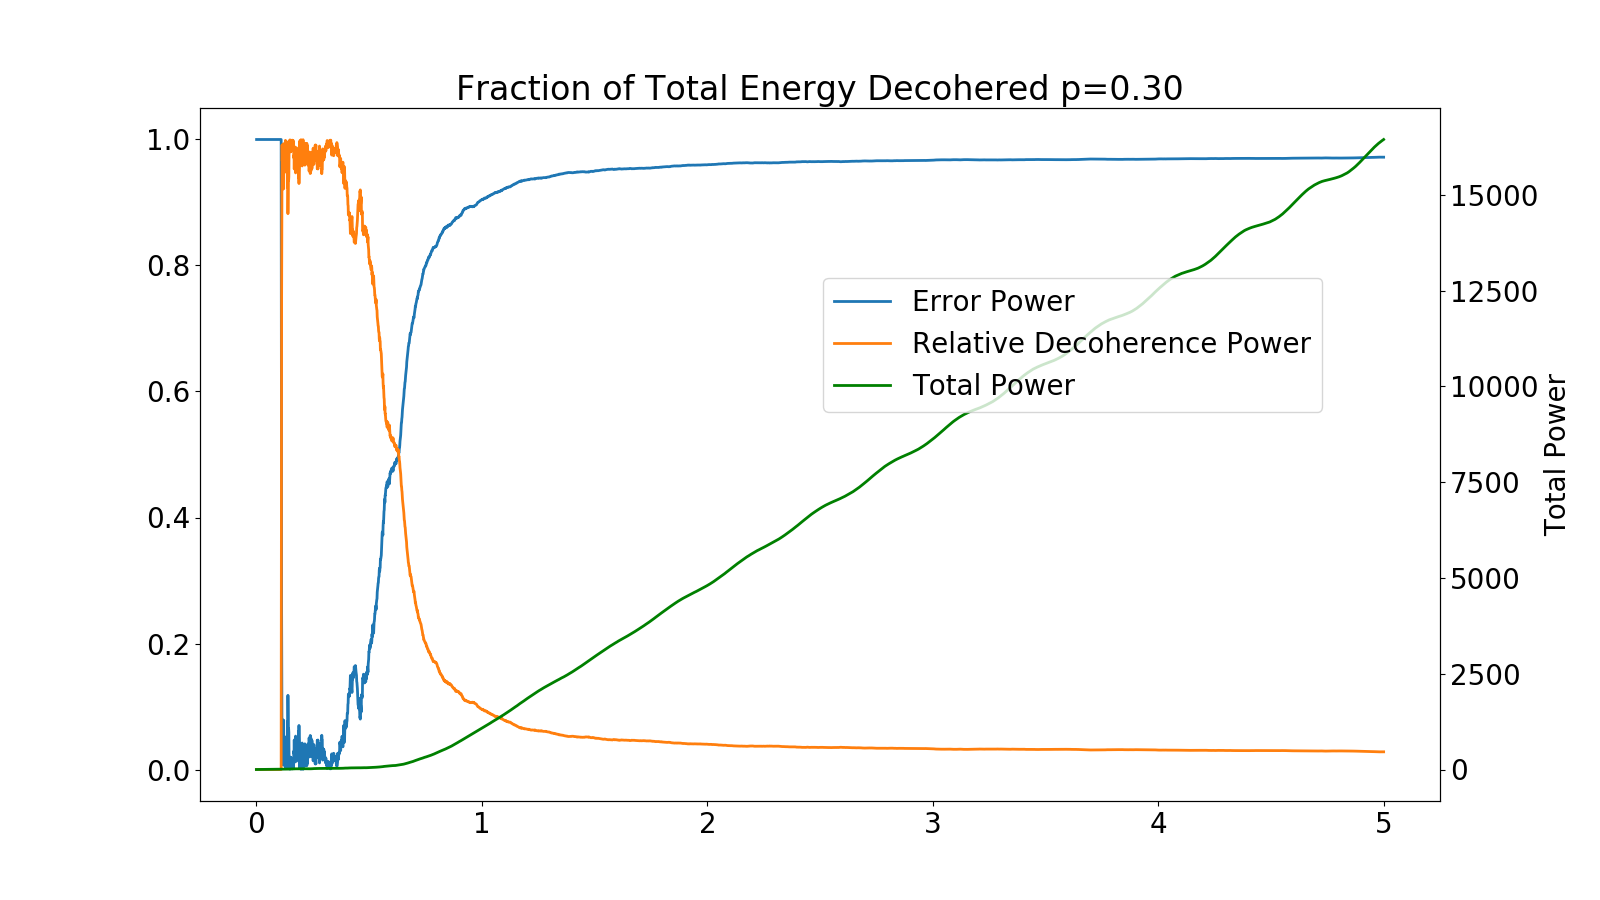 Fraction of Total Energy Decohered p=0.30
1.0
0.8
0.6
0.4
0.2
0.0
Error Power
Relative Decoherence Power
Total Power
15000
12500
10000
7500
5000
2500
0
Total Power
0 1 2 3 4 5